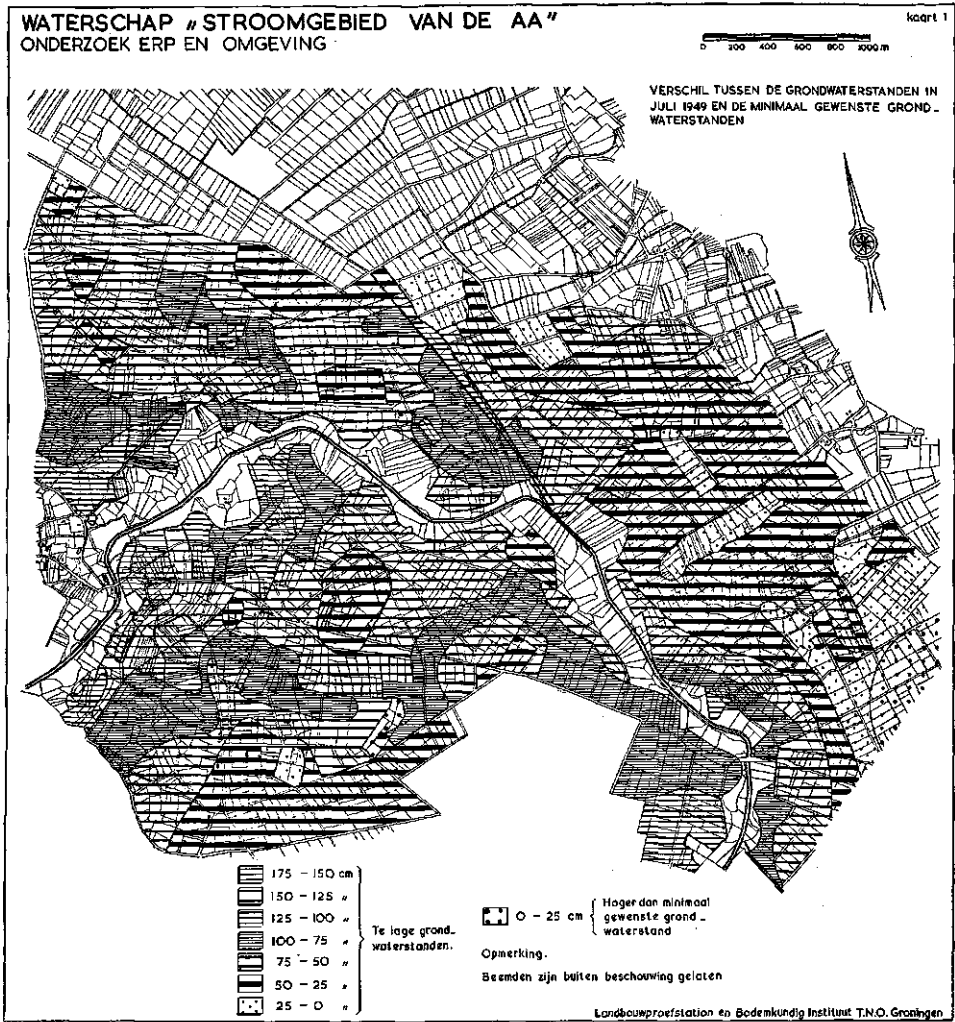 WATERSCHAP „STROOMGEBIED VAN DE AA"
ONDERZOEK ERP EN OMGEVING
kaart 1
0 200 400 600 800 1000 m
VERSCHIL TUSSEN DE GRONDWATERSTANDEN IN
JULI 1949 EN DE MINIMAAL GEWENSTE GROND_
WATERSTANDEN
175 - 150 cm
150 - 125 „
125 - 100 „
100 - 75 „
75 - 50 „
50 - 25 „
25 - 0 „
Te lage grond_
waterstanden.
0 - 25 cm
Hoger dan minimaal
gewenste grond_
waterstand
Opmerking.
Beemden zijn buiten beschouwing gelaten
Landbouwproefstation en Bodemkundig Instituut T.N.O. Groningen